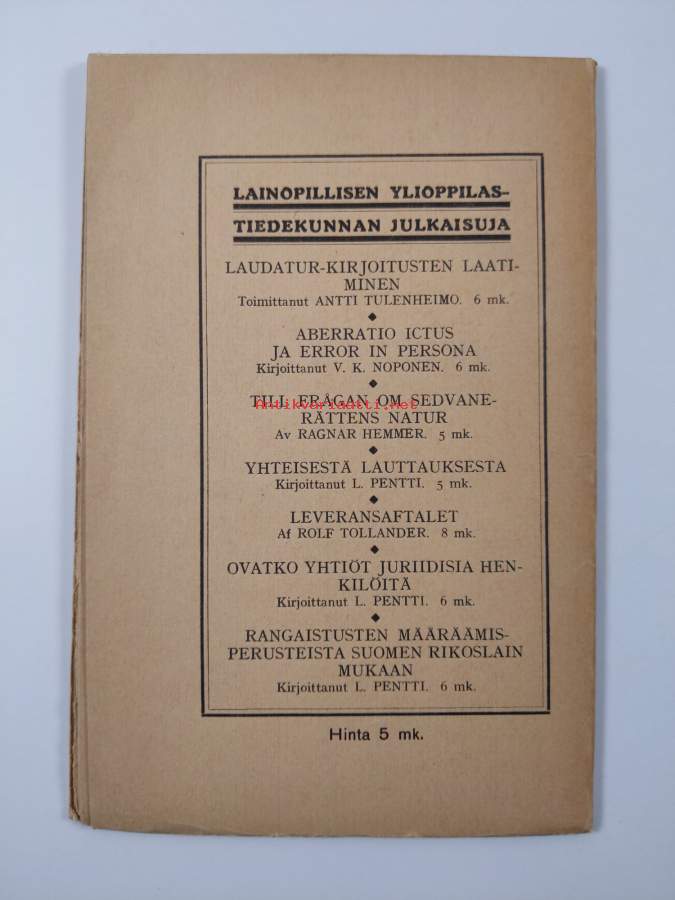 LAINOPILLISEN YLIOPPILAS-
TIEDEKUNNAN JULKAISUJA
LAUDATUR-KIRJOITUSTEN LAATI-
MINEN
Toimittanut ANTTI TULENHEIMO. 6 mk.
ABERRATIO ICTUS
JA ERROR IN PERSONA
Kirjoittanut V. K. NOPONEN. 6 mk.
TILL FRÅGAN OM SEDVANE-
Antikvariaatti.net
RÄTTENS NATUR
Av RAGNAR HEMMER. 5 mk.
YHTEISESTÄ LAUTTAUKSESTA
Kirjoittanut L. PENTTI. 5 mk.
LEVERANSAFTALET
Af ROLF TOLLANDER. 8 mk.
OVATKO YHTIÖT JURIIDISIA HEN-
KILÖITÄ
Kirjoittanut L. PENTTI. 6 mk.
RANGAISTUSTEN MÄÄRÄÄMIS-
PERUSTEISTA SUOMEN RIKOSLAIN
MUKAAN
Kirjoittanut L. PENTTI. 6 mk.
Hinta 5 mk.